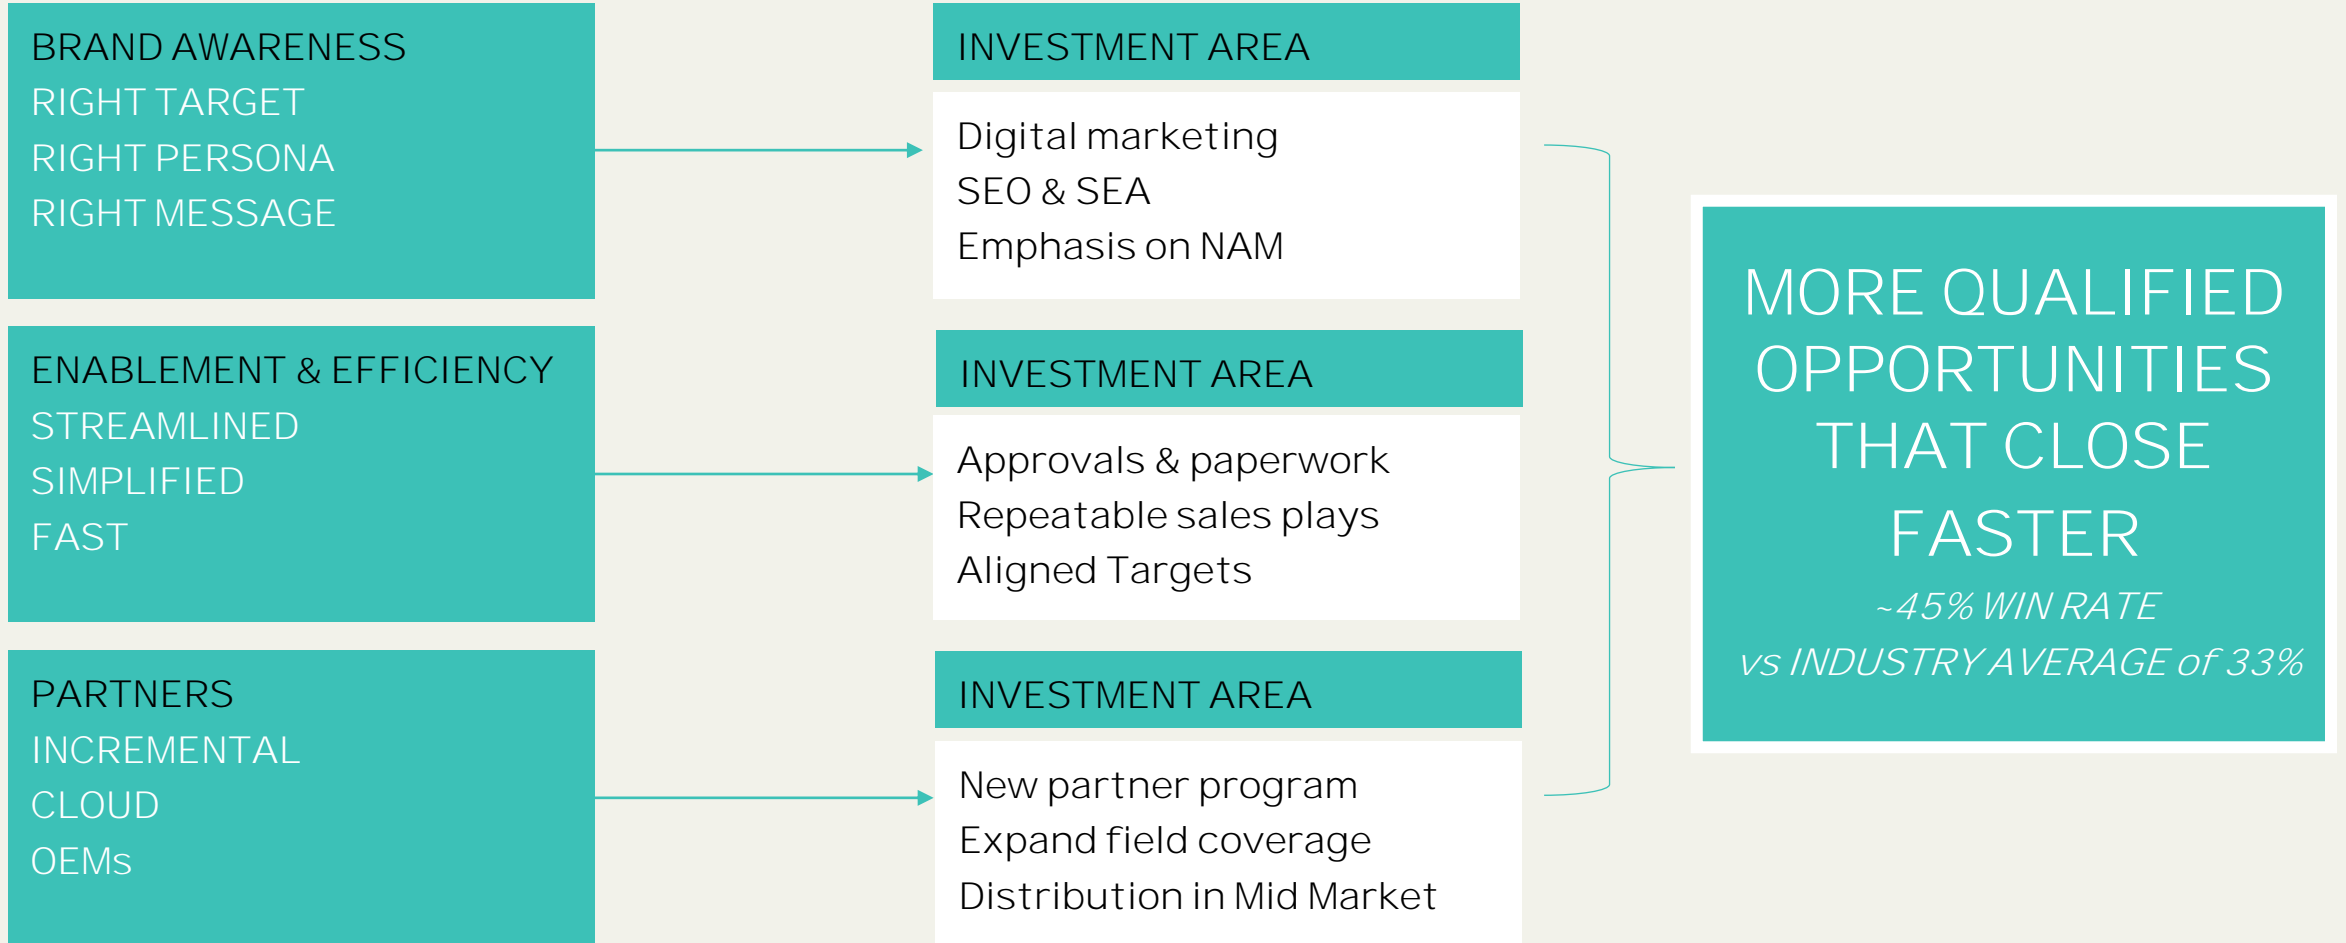 BRAND AWARENESS
RIGHT TARGET
RIGHT PERSONA
RIGHT MESSAGE
INVESTMENT AREA
Digital marketing
SEO & SEA
Emphasis on NAM
ENABLEMENT & EFFICIENCY
STREAMLINED
SIMPLIFIED
FAST
INVESTMENT AREA
Approvals & paperwork
Repeatable sales plays
Aligned Targets
PARTNERS
INCREMENTAL
CLOUD
OEMs
INVESTMENT AREA
New partner program
Expand field coverage
Distribution in Mid Market
MORE QUALIFIED
OPPORTUNITIES
THAT CLOSE
FASTER
~45% WIN RATE
vs INDUSTRY AVERAGE of 33%